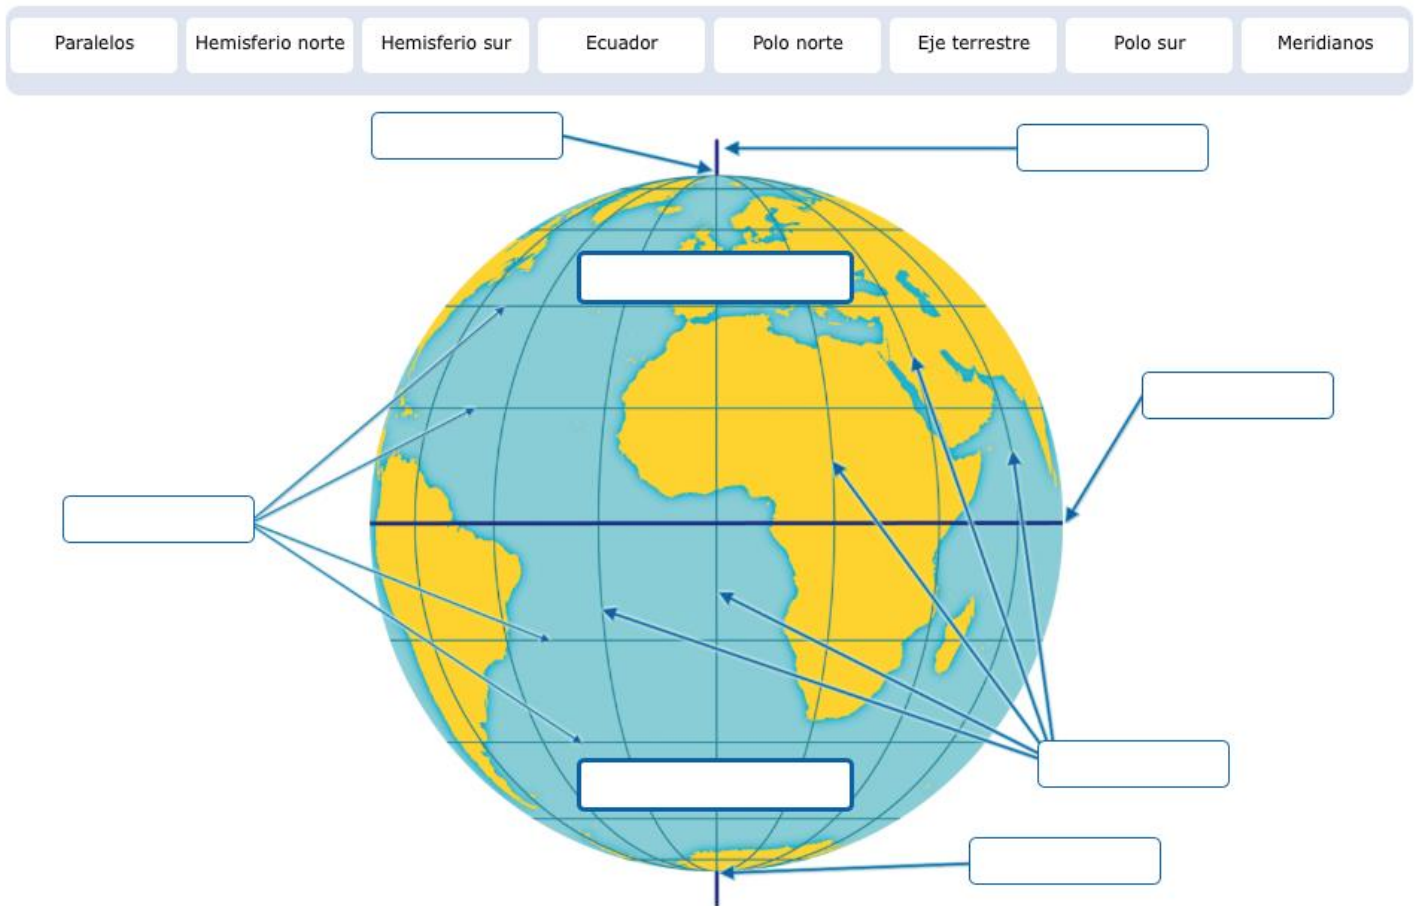 Paralelos
Hemisferio norte
Hemisferio sur
Ecuador
Polo norte
Eje terrestre
Polo sur
Meridianos